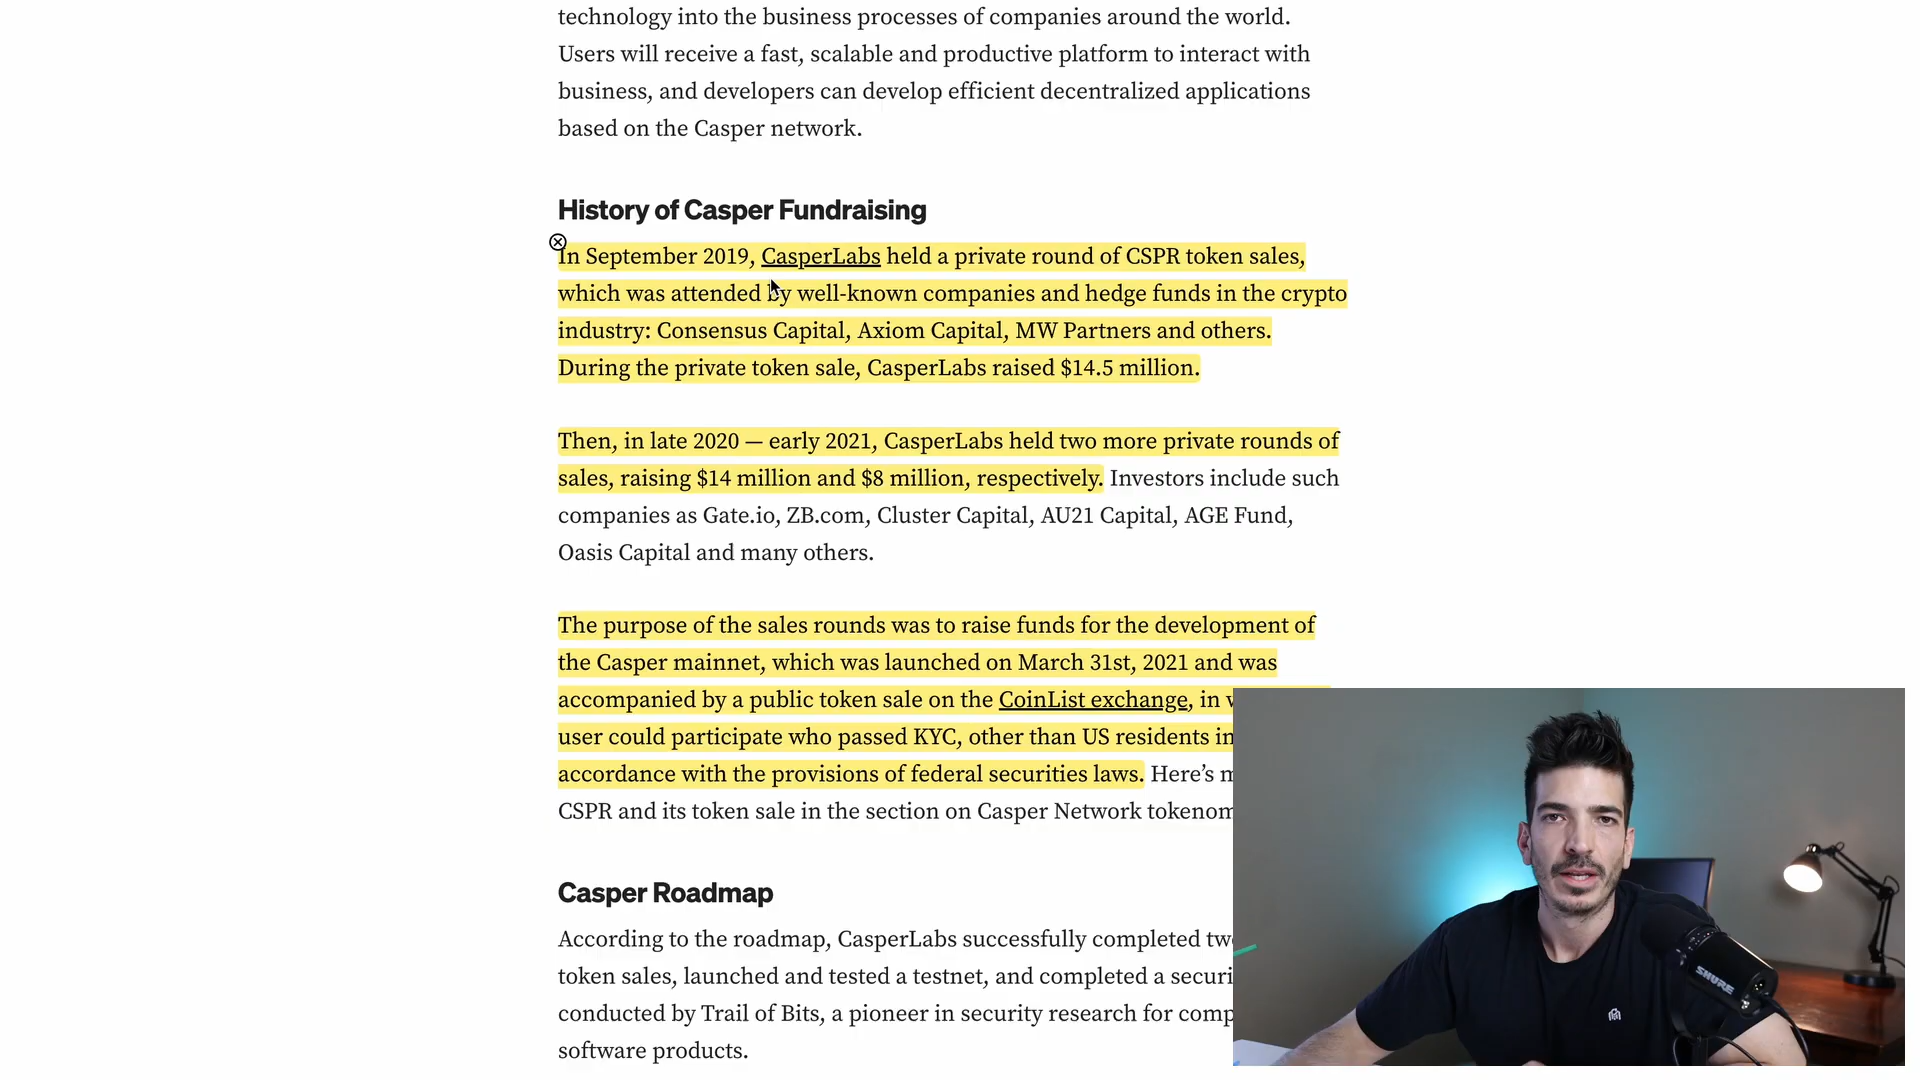 technology into the business processes of companies around the world.
Users will receive a fast, scalable and productive platform to interact with
business, and developers can develop efficient decentralized applications
based on the Casper network.
History of Casper Fundraising
In September 2019, CasperLabs held a private round of CSPR token sales,
which was attended by well-known companies and hedge funds in the crypto
industry: Consensus Capital, Axiom Capital, MW Partners and others.
During the private token sale, CasperLabs raised $14.5 million.
Then, in late 2020 — early 2021, CasperLabs held two more private rounds of
sales, raising $14 million and $8 million, respectively. Investors include such
companies as Gate.io, ZB.com, Cluster Capital, AU21 Capital, AGE Fund,
Oasis Capital and many others.
The purpose of the sales rounds was to raise funds for the development of
the Casper mainnet, which was launched on March 31st, 2021 and was
accompanied by a public token sale on the CoinList exchange, in
user could participate who passed KYC, other than US residents in
accordance with the provisions of federal securities laws. Here’s
CSPR and its token sale in the section on Casper Network
Casper Roadmap
According to the roadmap, CasperLabs successfully completed
token sales, launched and tested a testnet, and completed a
conducted by Trail of Bits, a pioneer in security research for
software products.
SHURE